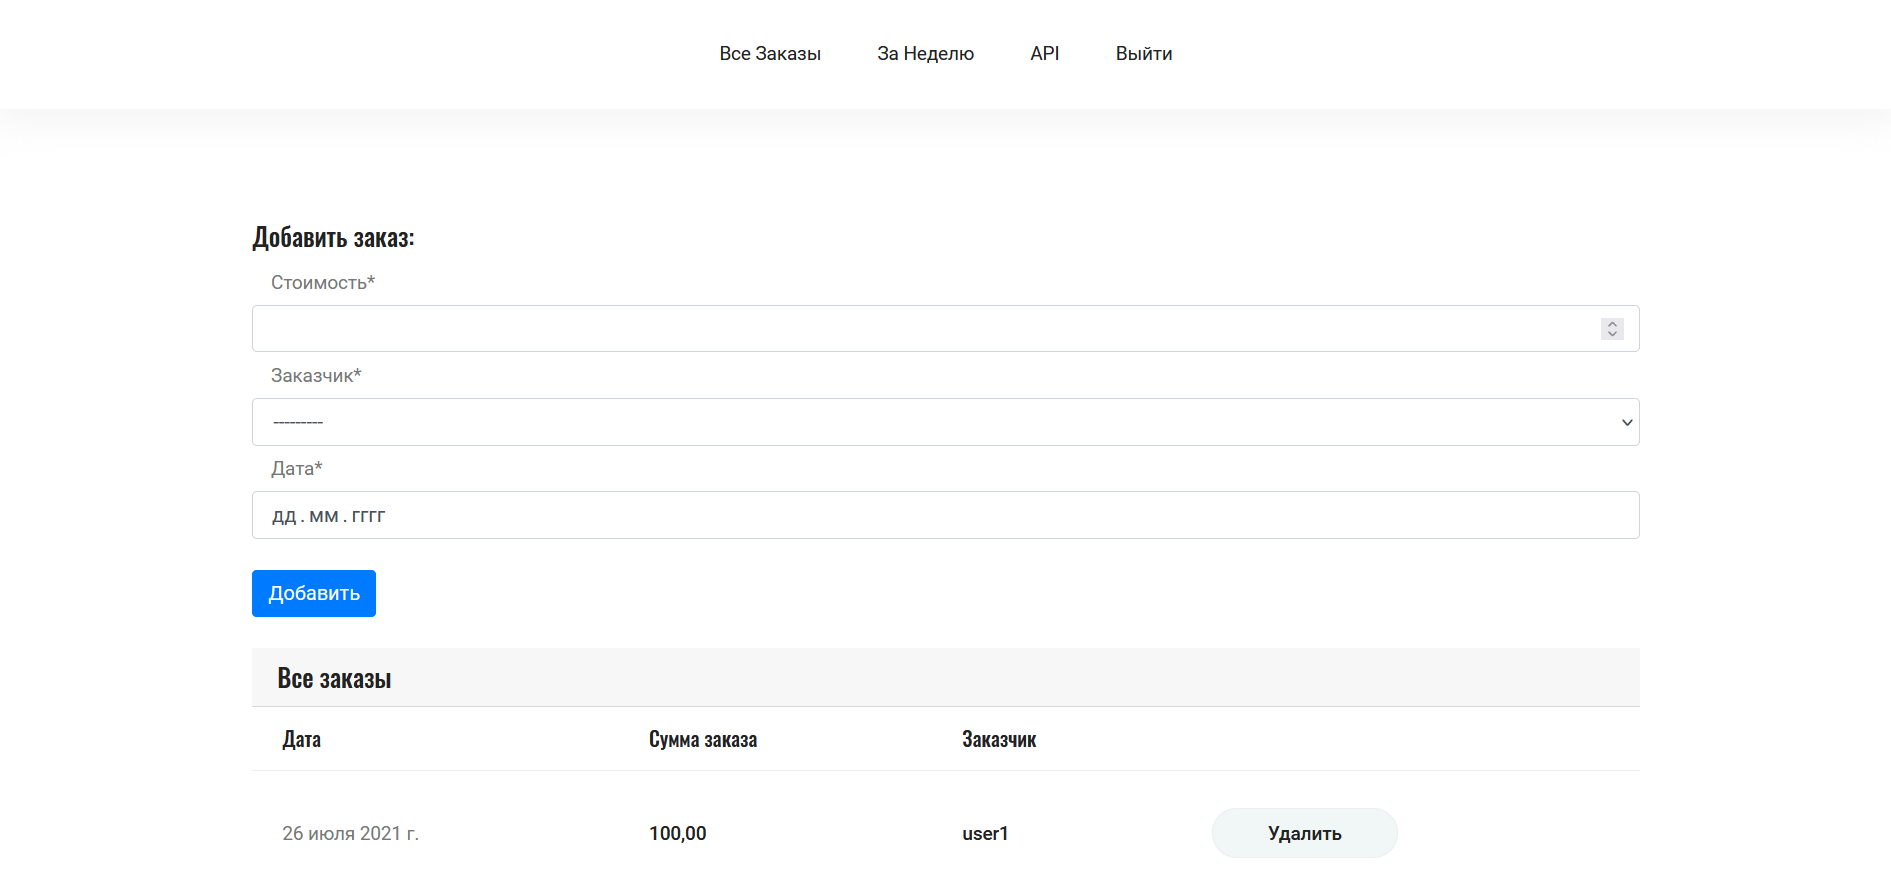 Все Заказы За Неделю API Выйти
Добавить заказ:
Стоимость*
Заказчик*
---------
Дата*
дд . мм . гггг
Добавить
Все заказы
Дата Сумма заказа Заказчик
26 июля 2021 г. 100,00 user1 Удалить